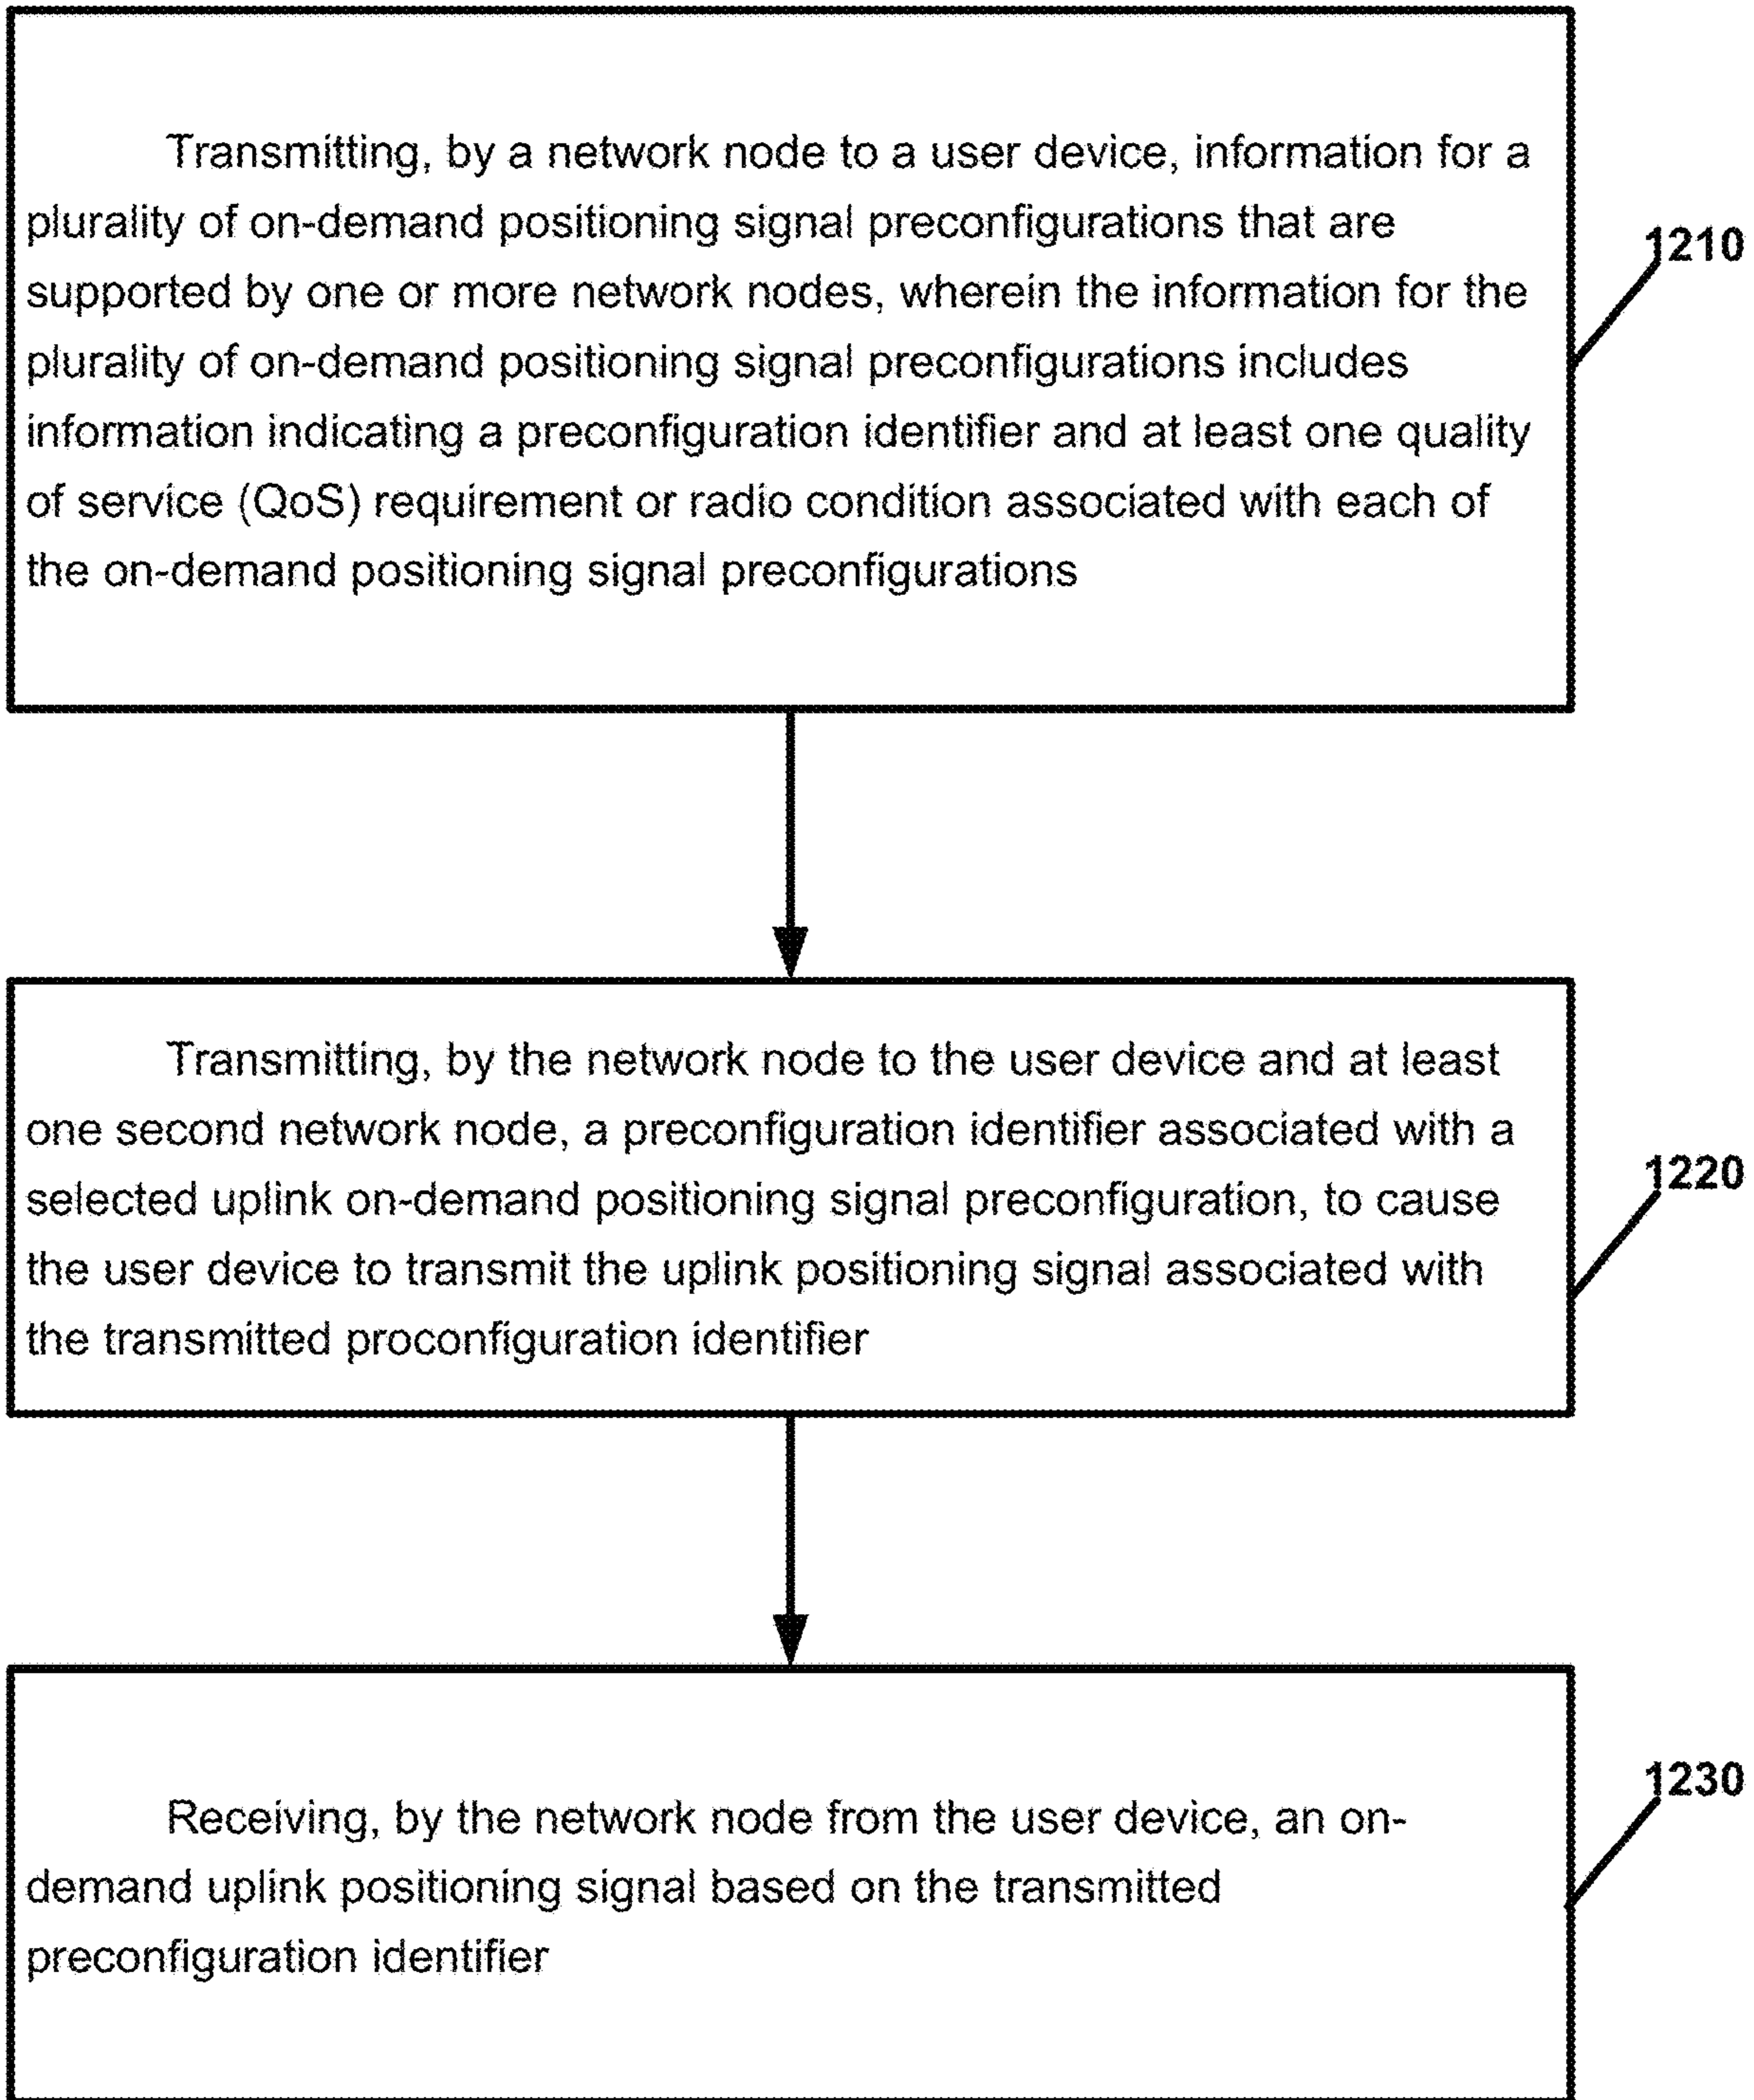 Transmitting, by a network node to a user device, information for a
plurality of on-demand positioning signal preconfigurations that are
supported by one or more network nodes, wherein the information for the
plurality of on-demand positioning signal preconfigurations includes
information indicating a preconfiguration identifier and at least one quality
of service (QoS) requirement or radio condition associated with each of
the on-demand positioning signal preconfigurations
1210
Transmitting, by the network node to the user device and at least
one second network node, a preconfiguration identifier associated with a
selected uplink on-demand positioning signal preconfiguration, to cause
the user device to transmit the uplink positioning signal associated with
the transmitted proconfiguration identifier
1220
Receiving, by the network node from the user device, an on-
demand uplink positioning signal based on the transmitted
preconfiguration identifier
1230